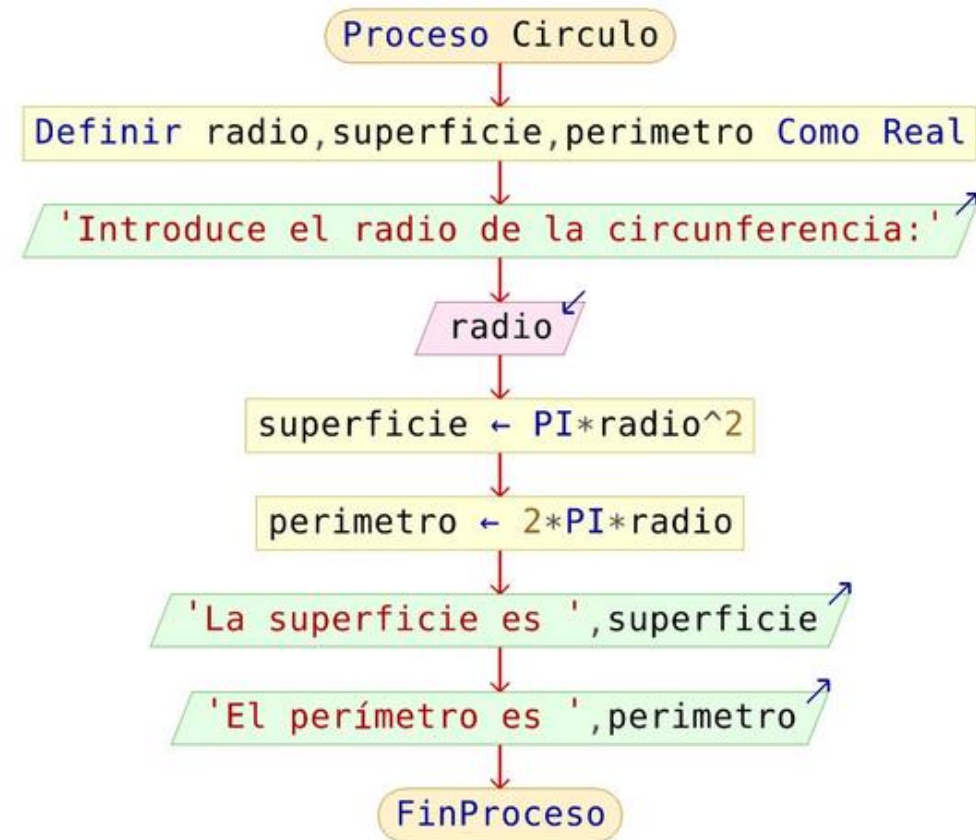 Proceso Circulo
Definir radio,superficie,perimetro Como Real
'Introduce el radio de la circunferencia:'
radio
superficie ← PI*radio^2
perimetro ← 2*PI*radio
'La superficie es ',superficie
'El perímetro es ',perimetro
FinProceso